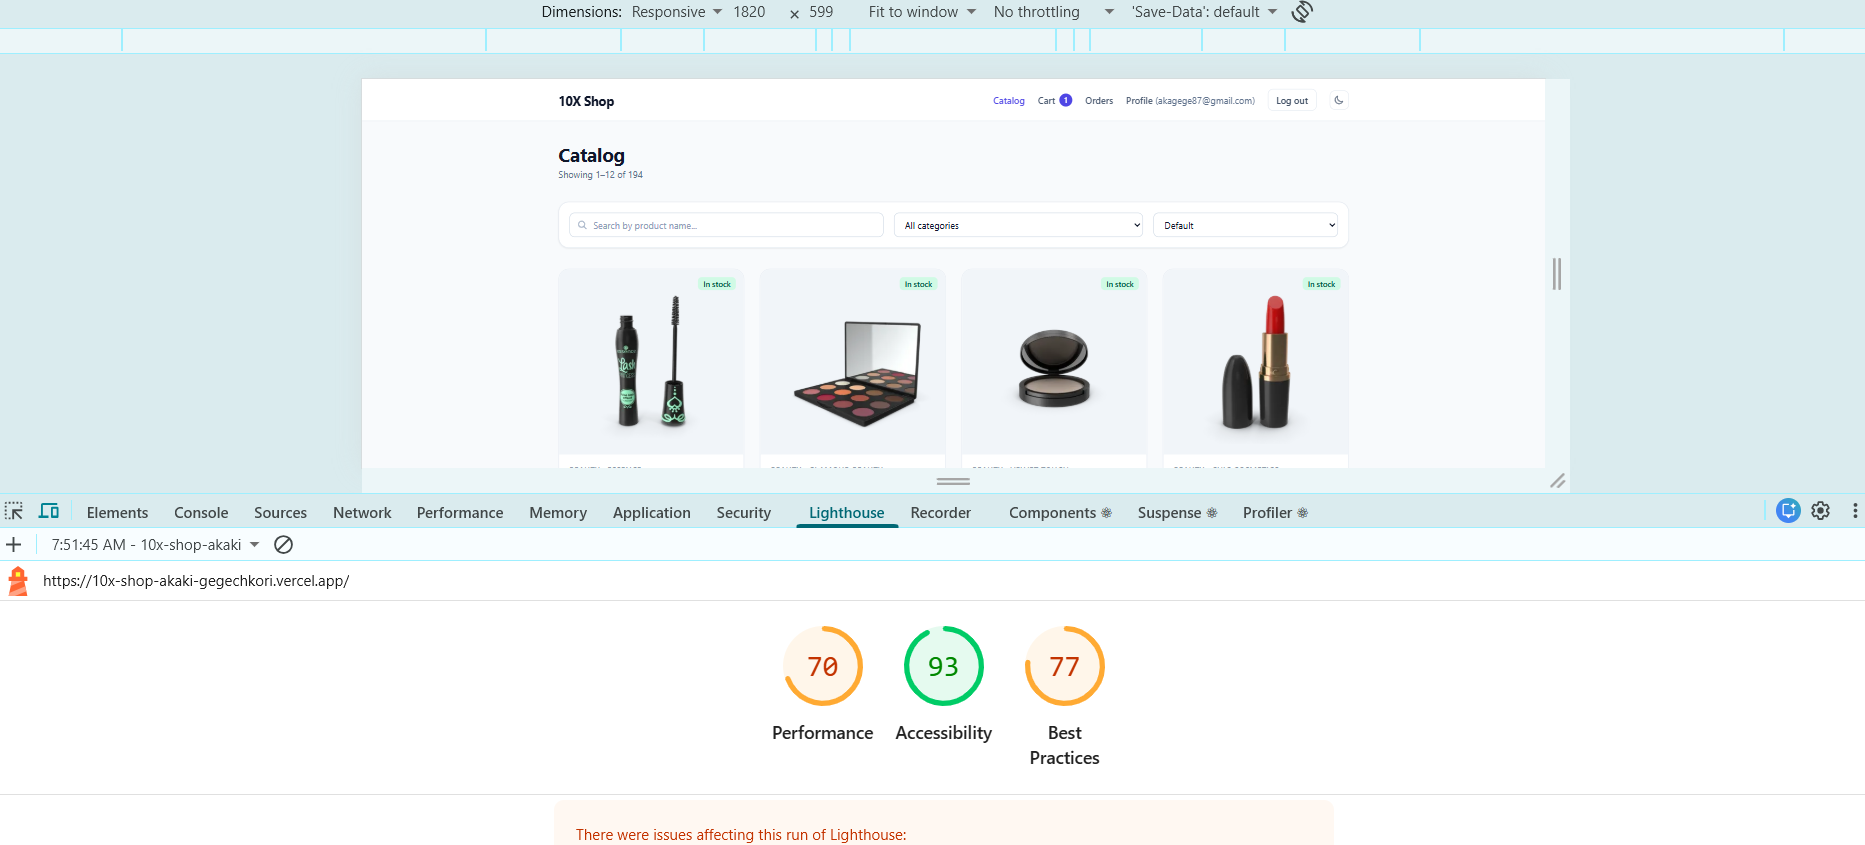 Dimensions: Responsive 1820 × 599 Fit to window No throttling 'Save-Data': default
10X Shop Catalog Cart 1 Orders Profile (akagege87@gmail.com) Log out
Catalog
Showing 1–12 of 194
Search by product name... All categories Default
In stock In stock In stock In stock
Elements Console Sources Network Performance Memory Application Security Lighthouse Recorder Components Suspense Profiler
7:51:45 AM - 10x-shop-akaki
https://10x-shop-akaki-gegechkori.vercel.app/
70 93 77
Performance Accessibility Best
Practices
There were issues affecting this run of Lighthouse: